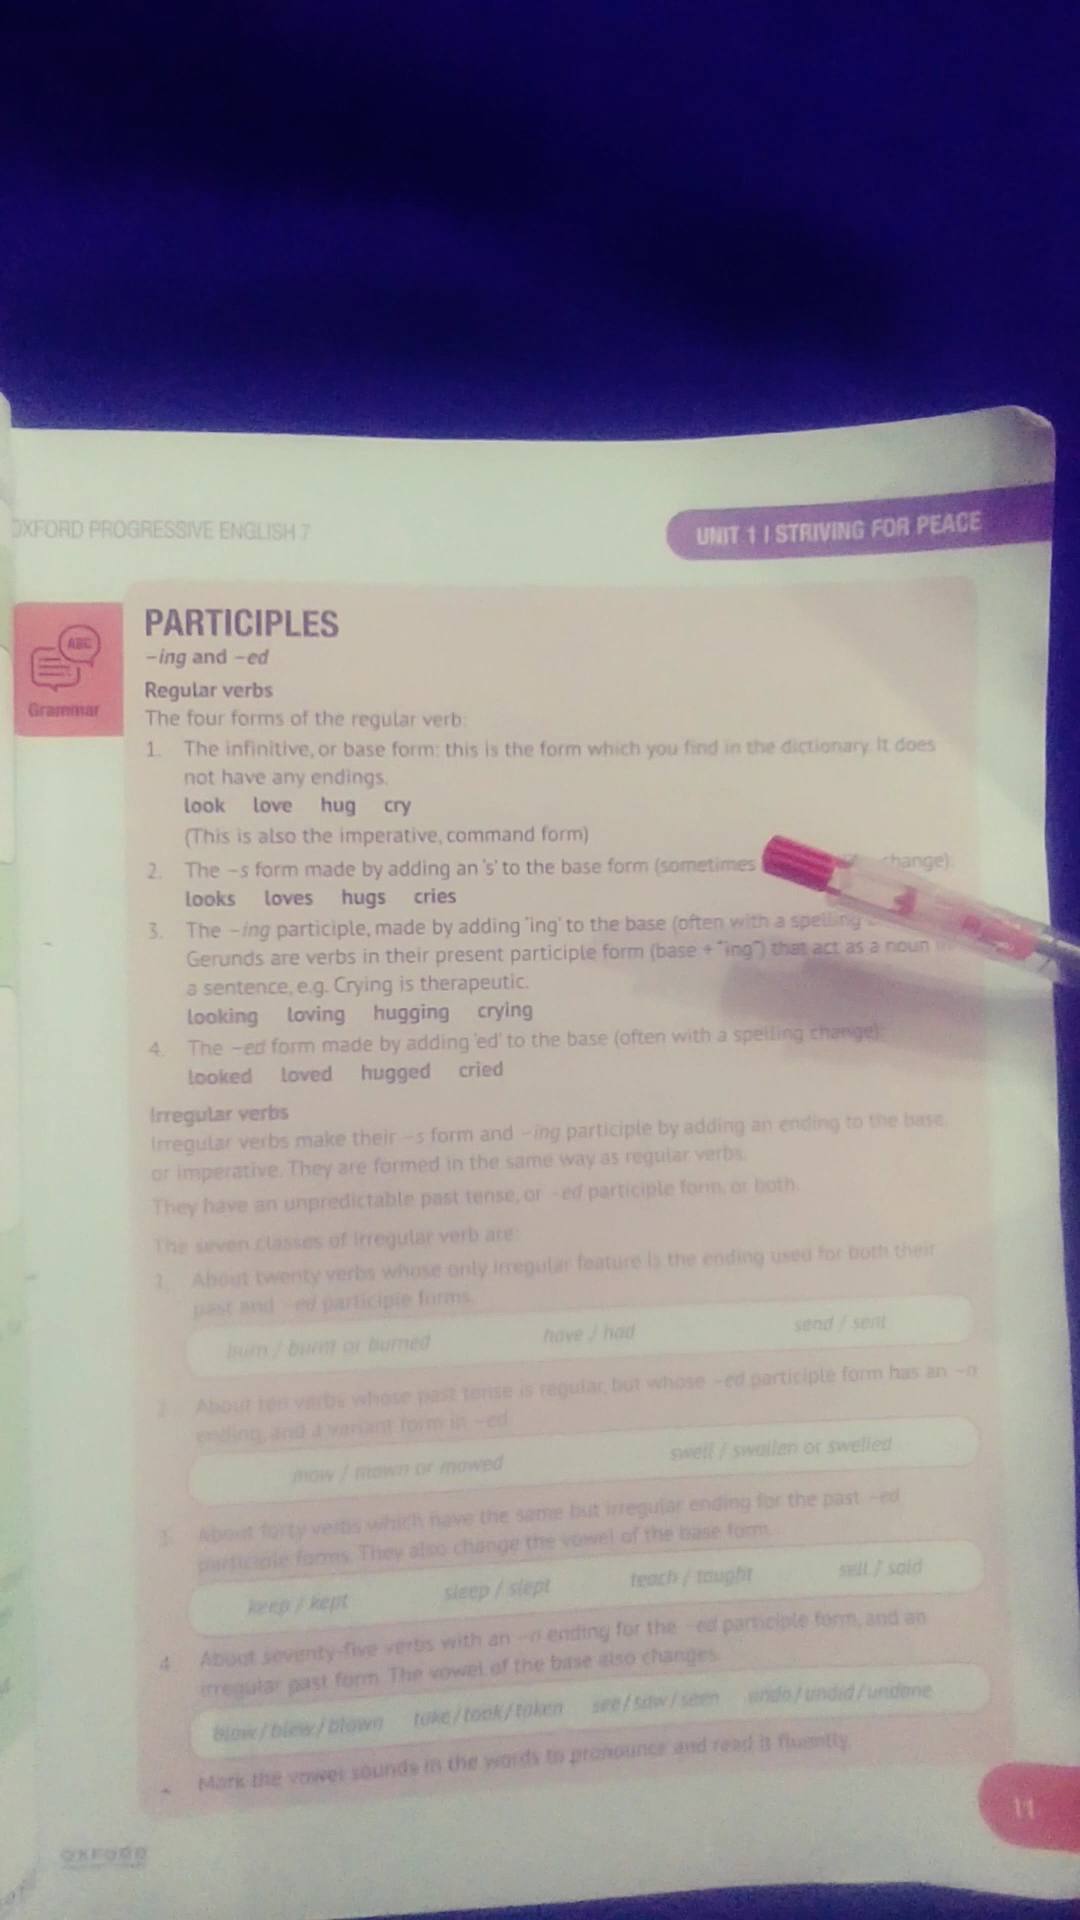 OXFORD PROGRESSIVE ENGLISH 7
UNIT 1 | STRIVING FOR PEACE
ABC
Grammar
PARTICIPLES
–ing and –ed
Regular verbs
The four forms of the regular verb:
1. The infinitive, or base form: this is the form which you find in the dictionary. It does
not have any endings.
look love hug cry
(This is also the imperative, command form)
2. The –s form made by adding an 's' to the base form (sometimes change):
looks loves hugs cries
3. The –ing participle, made by adding 'ing' to the base (often with a spelling
Gerunds are verbs in their present participle form (base + "ing") that act as a noun
a sentence, e.g. Crying is therapeutic.
looking loving hugging crying
4. The –ed form made by adding 'ed' to the base (often with a spelling change):
looked loved hugged cried
Irregular verbs
Irregular verbs make their –s form and –ing participle by adding an ending to the base,
or imperative. They are formed in the same way as regular verbs.
They have an unpredictable past tense, or –ed participle form, or both.
The seven classes of irregular verb are:
1. About twenty verbs whose only irregular feature is the ending used for both their
past and –ed participle forms.
burn / burnt or burned have / had send / sent
2. About ten verbs whose past tense is regular, but whose –ed participle form has an –n
ending, and a variant form in –ed.
mow / mown or mowed swell / swollen or swelled
3. About forty verbs which have the same but irregular ending for the past –ed
participle forms. They also change the vowel of the base form.
keep / kept sleep / slept teach / taught sell / sold
4. About seventy-five verbs with an –n ending for the –ed participle form, and an
irregular past form. The vowel of the base also changes.
blow / blew / blown take / took / taken see / saw / seen undo / undid / undone
Mark the vowel sounds in the words to pronounce and read it fluently.
11
OXFORD